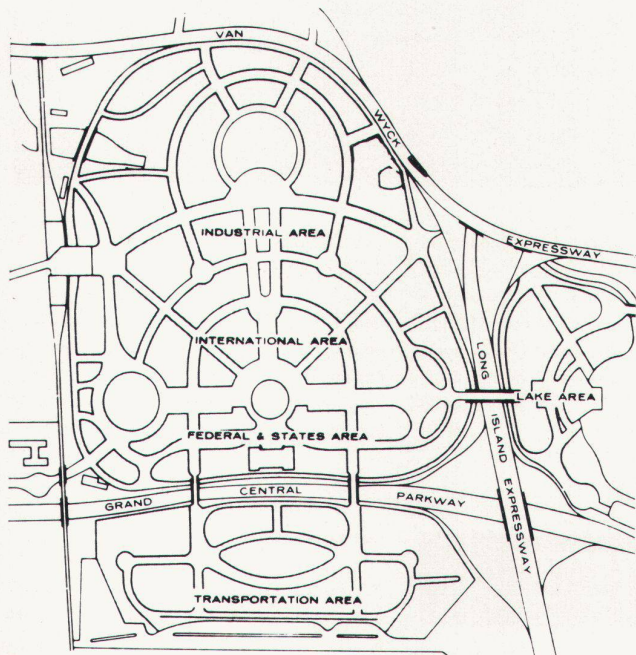 VAN
WYCK
EXPRESSWAY
INDUSTRIAL AREA
INTERNATIONAL AREA
LONG
ISLAND EXPRESSWAY
LAKE AREA
FEDERAL & STATES AREA
GRAND
CENTRAL
PARKWAY
TRANSPORTATION AREA